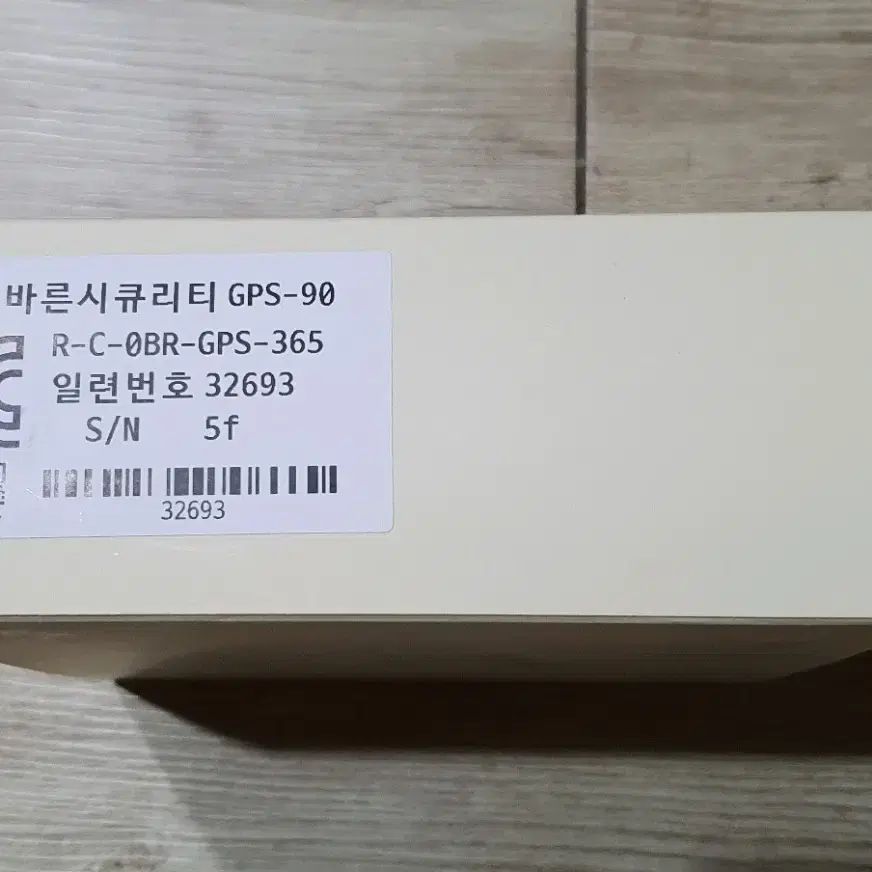 바른시큐리티 GPS-90
R-C-0BR-GPS-365
일련번호 32693
S/N 5f
32693